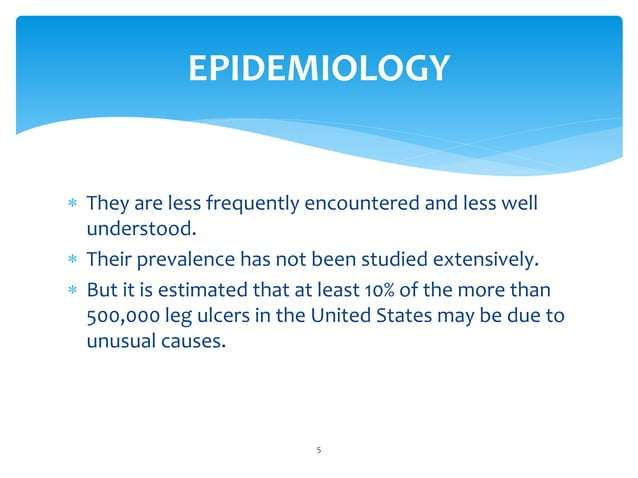 EPIDEMIOLOGY
* They are less frequently encountered and less well
understood.
* Their prevalence has not been studied extensively.
* But it is estimated that at least 10% of the more than
500,000 leg ulcers in the United States may be due to
unusual causes.
5